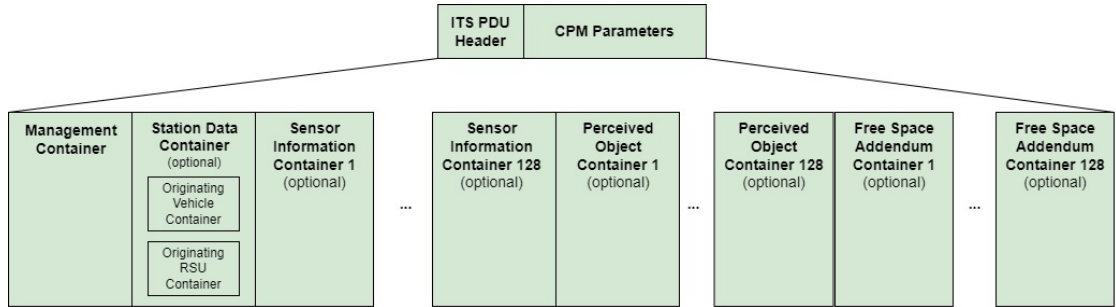 ITS PDU
Header
CPM Parameters
Management
Container
Station Data
Container
(optional)
Originating
Vehicle
Container
Originating
RSU
Container
Sensor
Information
Container 1
(optional)
...
Sensor
Information
Container 128
(optional)
Perceived
Object
Container 1
(optional)
...
Perceived
Object
Container 128
(optional)
Free Space
Addendum
Container 1
(optional)
...
Free Space
Addendum
Container 128
(optional)